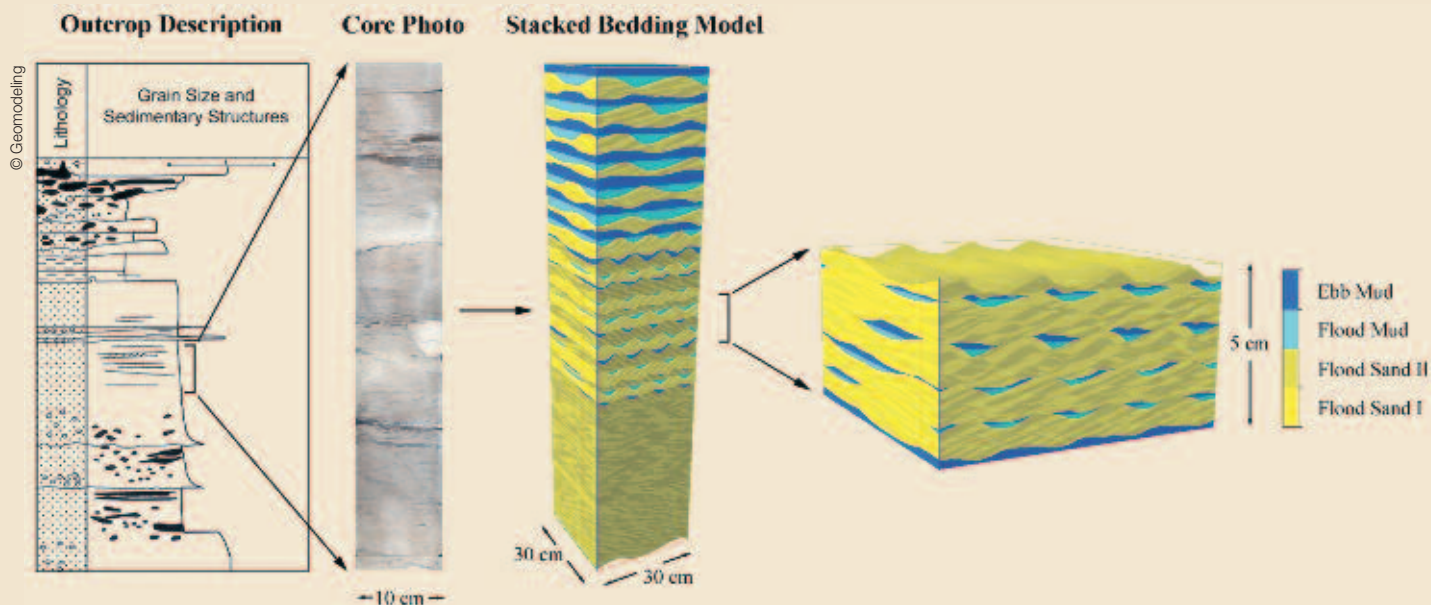 Outcrop Description
Core Photo
Stacked Bedding Model
© Geomodeling
Lithology
Grain Size and
Sedimentary Structures
5 cm
Ebb Mud
Flood Mud
Flood Sand II
Flood Sand I
30 cm
30 cm
10 cm